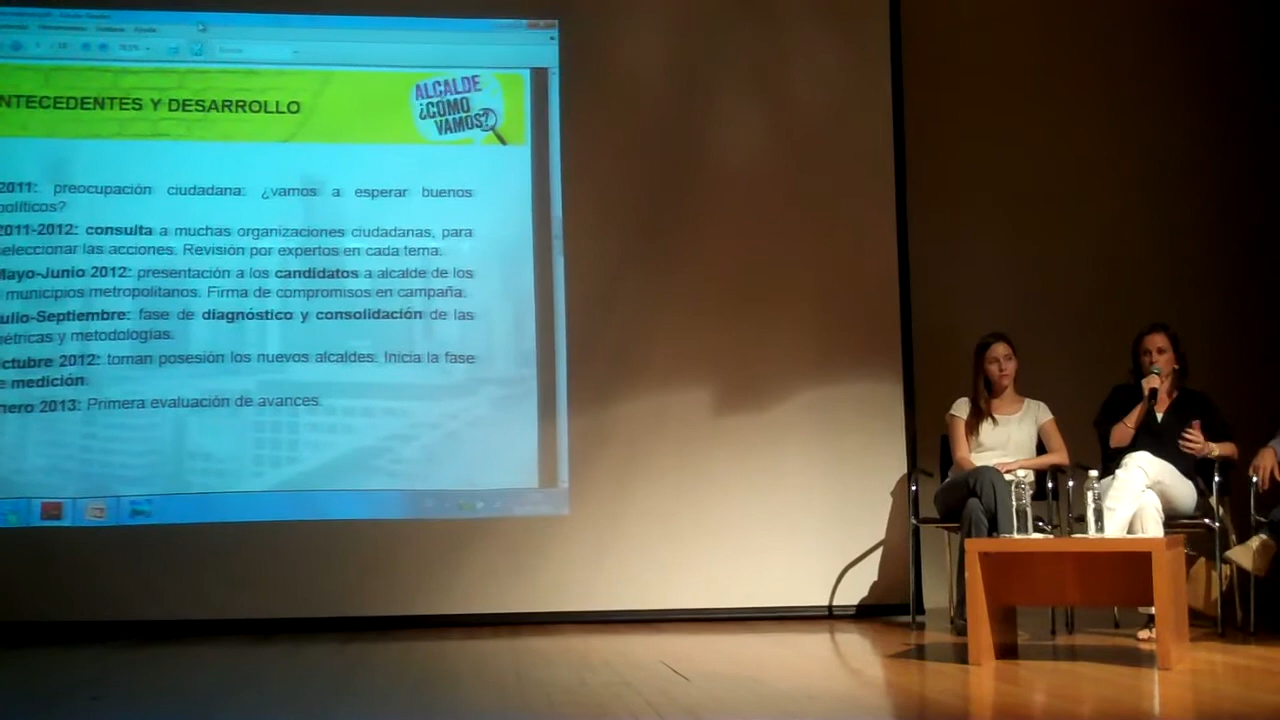 NTECEDENTES Y DESARROLLO
ALCALDE
¿CÓMO
VAMOS?
2011: preocupación ciudadana: ¿vamos a esperar buenos
políticos?
2011-2012: consulta a muchas organizaciones ciudadanas, para
eleccionar las acciones. Revisión por expertos en cada tema.
Mayo-Junio 2012: presentación a los candidatos a alcalde de los
municipios metropolitanos. Firma de compromisos en campaña.
ulio-Septiembre: fase de diagnóstico y consolidación de las
métricas y metodologías.
ctubre 2012: toman posesión los nuevos alcaldes. Inicia la fase
e medición.
nero 2013: Primera evaluación de avances.